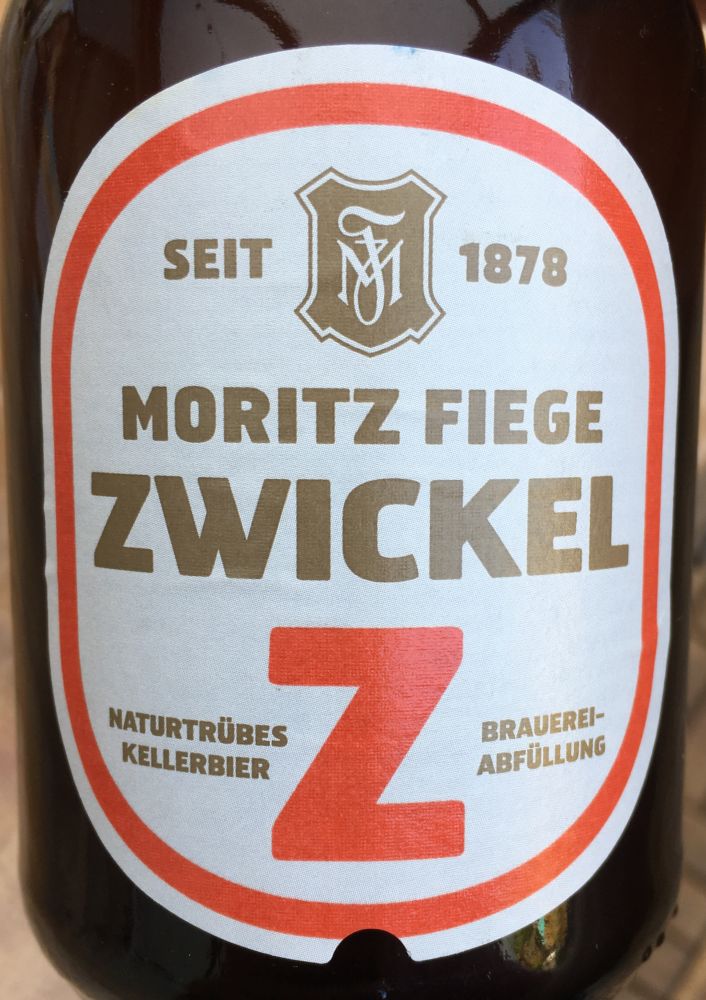 SEIT 1878
MORITZ FIEGE
ZWICKEL
Z
NATURTRÜBES
KELLERBIER
BRAUEREI-
ABFÜLLUNG